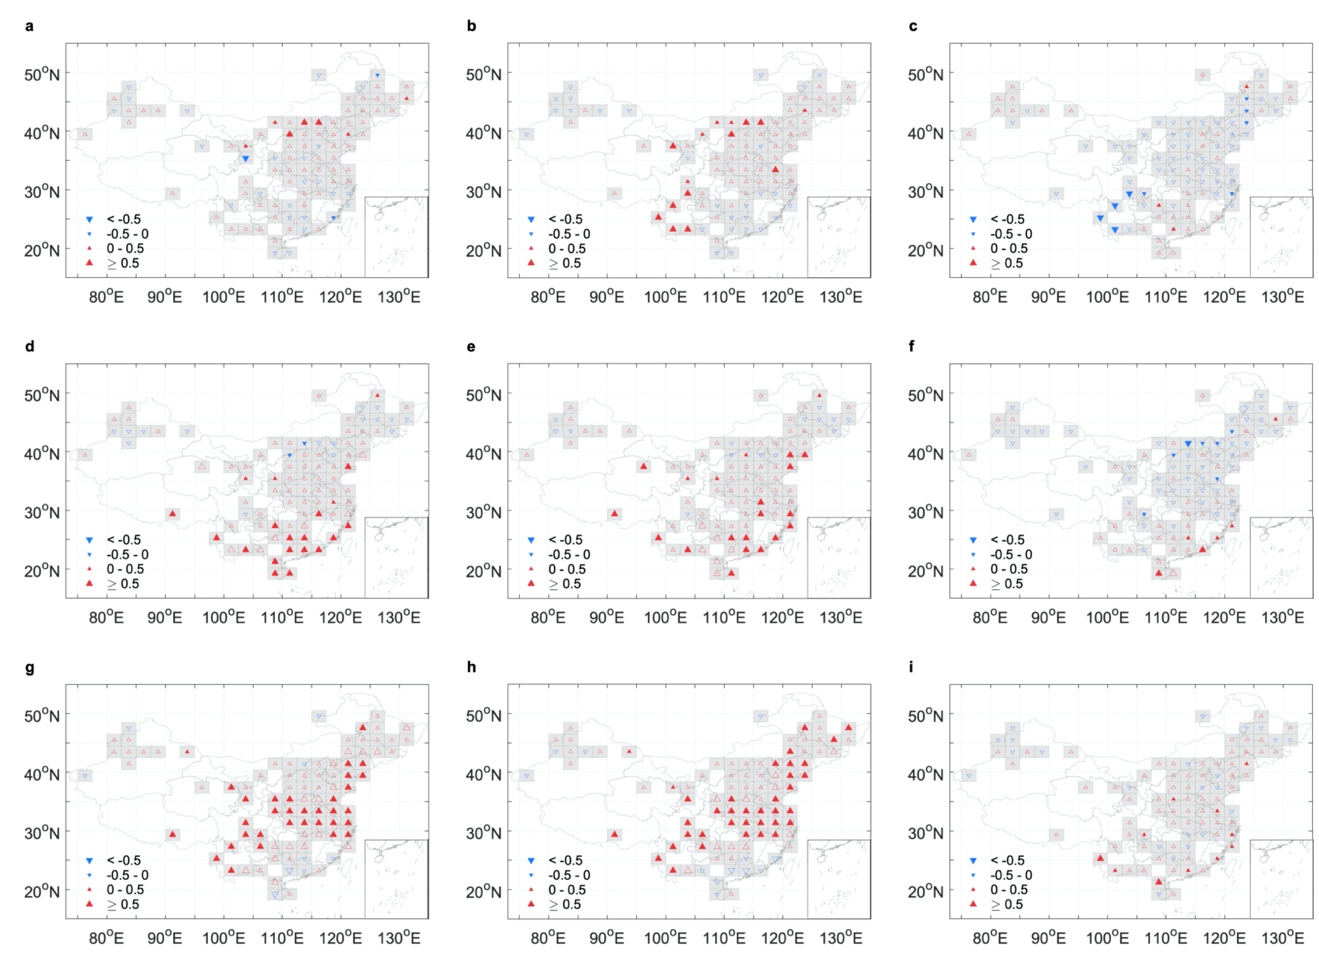 a b c
50°N 50°N 50°N
40°N 40°N 40°N
30°N 30°N 30°N
< -0.5 < -0.5 < -0.5
-0.5 - 0 -0.5 - 0 -0.5 - 0
20°N 0 - 0.5 20°N 0 - 0.5 20°N 0 - 0.5
≥ 0.5 ≥ 0.5 ≥ 0.5
80°E 90°E 100°E 110°E 120°E 130°E 80°E 90°E 100°E 110°E 120°E 130°E 80°E 90°E 100°E 110°E 120°E 130°E
d e f
50°N 50°N 50°N
40°N 40°N 40°N
30°N 30°N 30°N
< -0.5 < -0.5 < -0.5
-0.5 - 0 -0.5 - 0 -0.5 - 0
20°N 0 - 0.5 20°N 0 - 0.5 20°N 0 - 0.5
≥ 0.5 ≥ 0.5 ≥ 0.5
80°E 90°E 100°E 110°E 120°E 130°E 80°E 90°E 100°E 110°E 120°E 130°E 80°E 90°E 100°E 110°E 120°E 130°E
g h i
50°N 50°N 50°N
40°N 40°N 40°N
30°N 30°N 30°N
< -0.5 < -0.5 < -0.5
-0.5 - 0 -0.5 - 0 -0.5 - 0
20°N 0 - 0.5 20°N 0 - 0.5 20°N 0 - 0.5
≥ 0.5 ≥ 0.5 ≥ 0.5
80°E 90°E 100°E 110°E 120°E 130°E 80°E 90°E 100°E 110°E 120°E 130°E 80°E 90°E 100°E 110°E 120°E 130°E